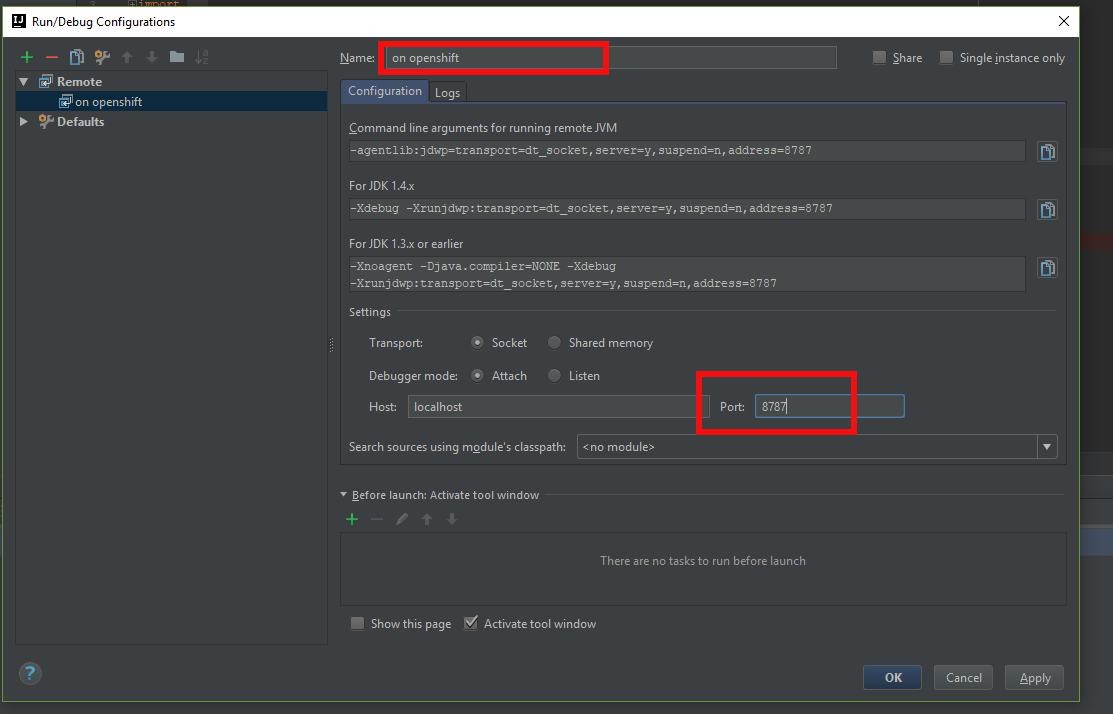 3 import
IJ Run/Debug Configurations
Name: on openshift Share Single instance only
Remote
on openshift
Defaults
Configuration Logs
Command line arguments for running remote JVM
-agentlib:jdwp=transport=dt_socket,server=y,suspend=n,address=8787
For JDK 1.4.x
-Xdebug -Xrunjdwp:transport=dt_socket,server=y,suspend=n,address=8787
For JDK 1.3.x or earlier
-Xnoagent -Djava.compiler=NONE -Xdebug
-Xrunjdwp:transport=dt_socket,server=y,suspend=n,address=8787
Settings
Transport: Socket Shared memory
Debugger mode: Attach Listen
Host: localhost Port: 8787
Search sources using module's classpath: <no module>
Before launch: Activate tool window
There are no tasks to run before launch
Show this page Activate tool window
? OK Cancel Apply